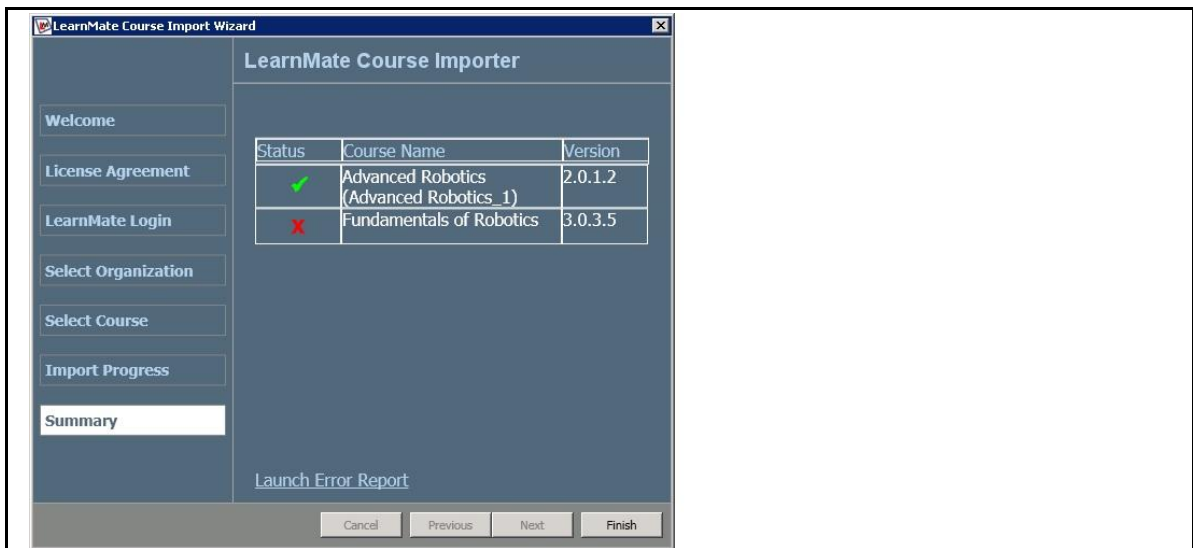 LearnMate Course Import Wizard
LearnMate Course Importer
Welcome
License Agreement
LearnMate Login
Select Organization
Select Course
Import Progress
Summary
Status Course Name Version
Advanced Robotics 2.0.1.2
(Advanced Robotics_1)
Fundamentals of Robotics 3.0.3.5
Launch Error Report
Cancel Previous Next Finish